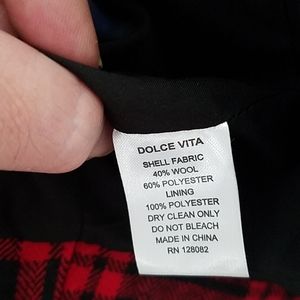 DOLCE VITA
SHELL FABRIC
40% WOOL
60% POLYESTER
LINING
100% POLYESTER
DRY CLEAN ONLY
DO NOT BLEACH
MADE IN CHINA
RN 128082